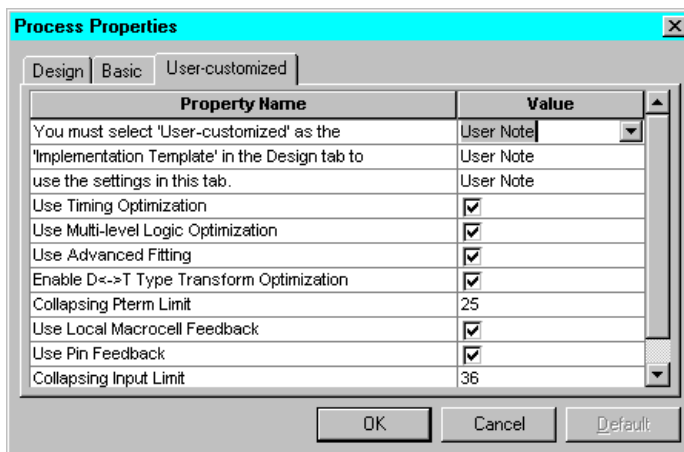 Process Properties
Design Basic User-customized
Property Name Value
You must select 'User-customized' as the User Note
'Implementation Template' in the Design tab to User Note
use the settings in this tab. User Note
Use Timing Optimization
Use Multi-level Logic Optimization
Use Advanced Fitting
Enable D<->T Type Transform Optimization
Collapsing Pterm Limit 25
Use Local Macrocell Feedback
Use Pin Feedback
Collapsing Input Limit 36
OK Cancel Default